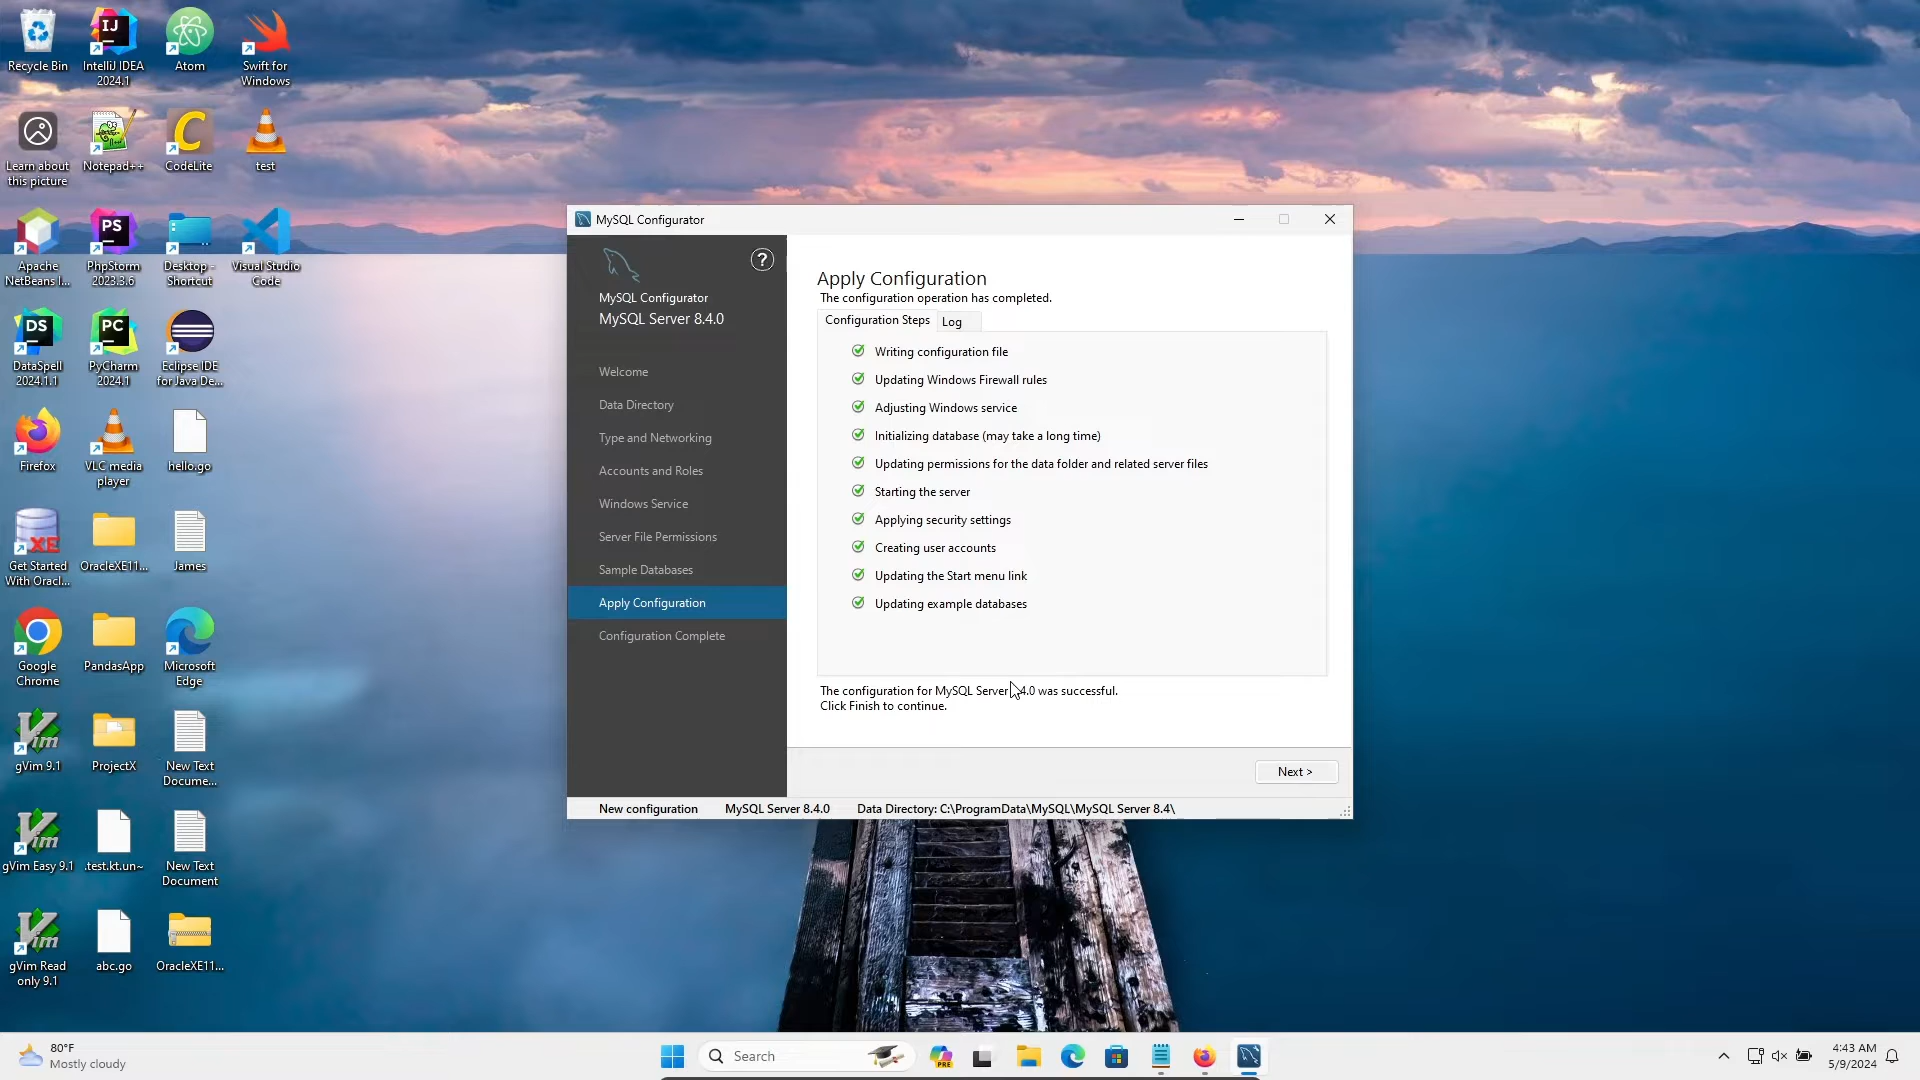 Recycle Bin
IntelliJ IDEA
2024.1
Atom
Swift for
Windows
Learn about
this picture
Notepad++
CodeLite
test
Apache
NetBeans I...
PhpStorm
2023.3.6
Desktop -
Shortcut
Visual Studio
Code
DataSpell
2024.1.1
PyCharm
2024.1
Eclipse IDE
for Java De...
Firefox
VLC media
player
hello.go
Get Started
With Oracl...
OracleXE11...
James
Google
Chrome
PandasApp
Microsoft
Edge
gVim 9.1
ProjectX
New Text
Docume...
gVim Easy 9.1
.test.kt.un~
New Text
Document
gVim Read
only 9.1
abc.go
OracleXE11...
MySQL Configurator
MySQL Configurator
MySQL Server 8.4.0
Welcome
Data Directory
Type and Networking
Accounts and Roles
Windows Service
Server File Permissions
Sample Databases
Apply Configuration
Configuration Complete
Apply Configuration
The configuration operation has completed.
Configuration Steps
Log
Writing configuration file
Updating Windows Firewall rules
Adjusting Windows service
Initializing database (may take a long time)
Updating permissions for the data folder and related server files
Starting the server
Applying security settings
Creating user accounts
Updating the Start menu link
Updating example databases
The configuration for MySQL Server 8.4.0 was successful.
Click Finish to continue.
Next >
New configuration MySQL Server 8.4.0 Data Directory: C:\ProgramData\MySQL\MySQL Server 8.4\
80°F
Mostly cloudy
Search
PRE
4:43 AM
5/9/2024